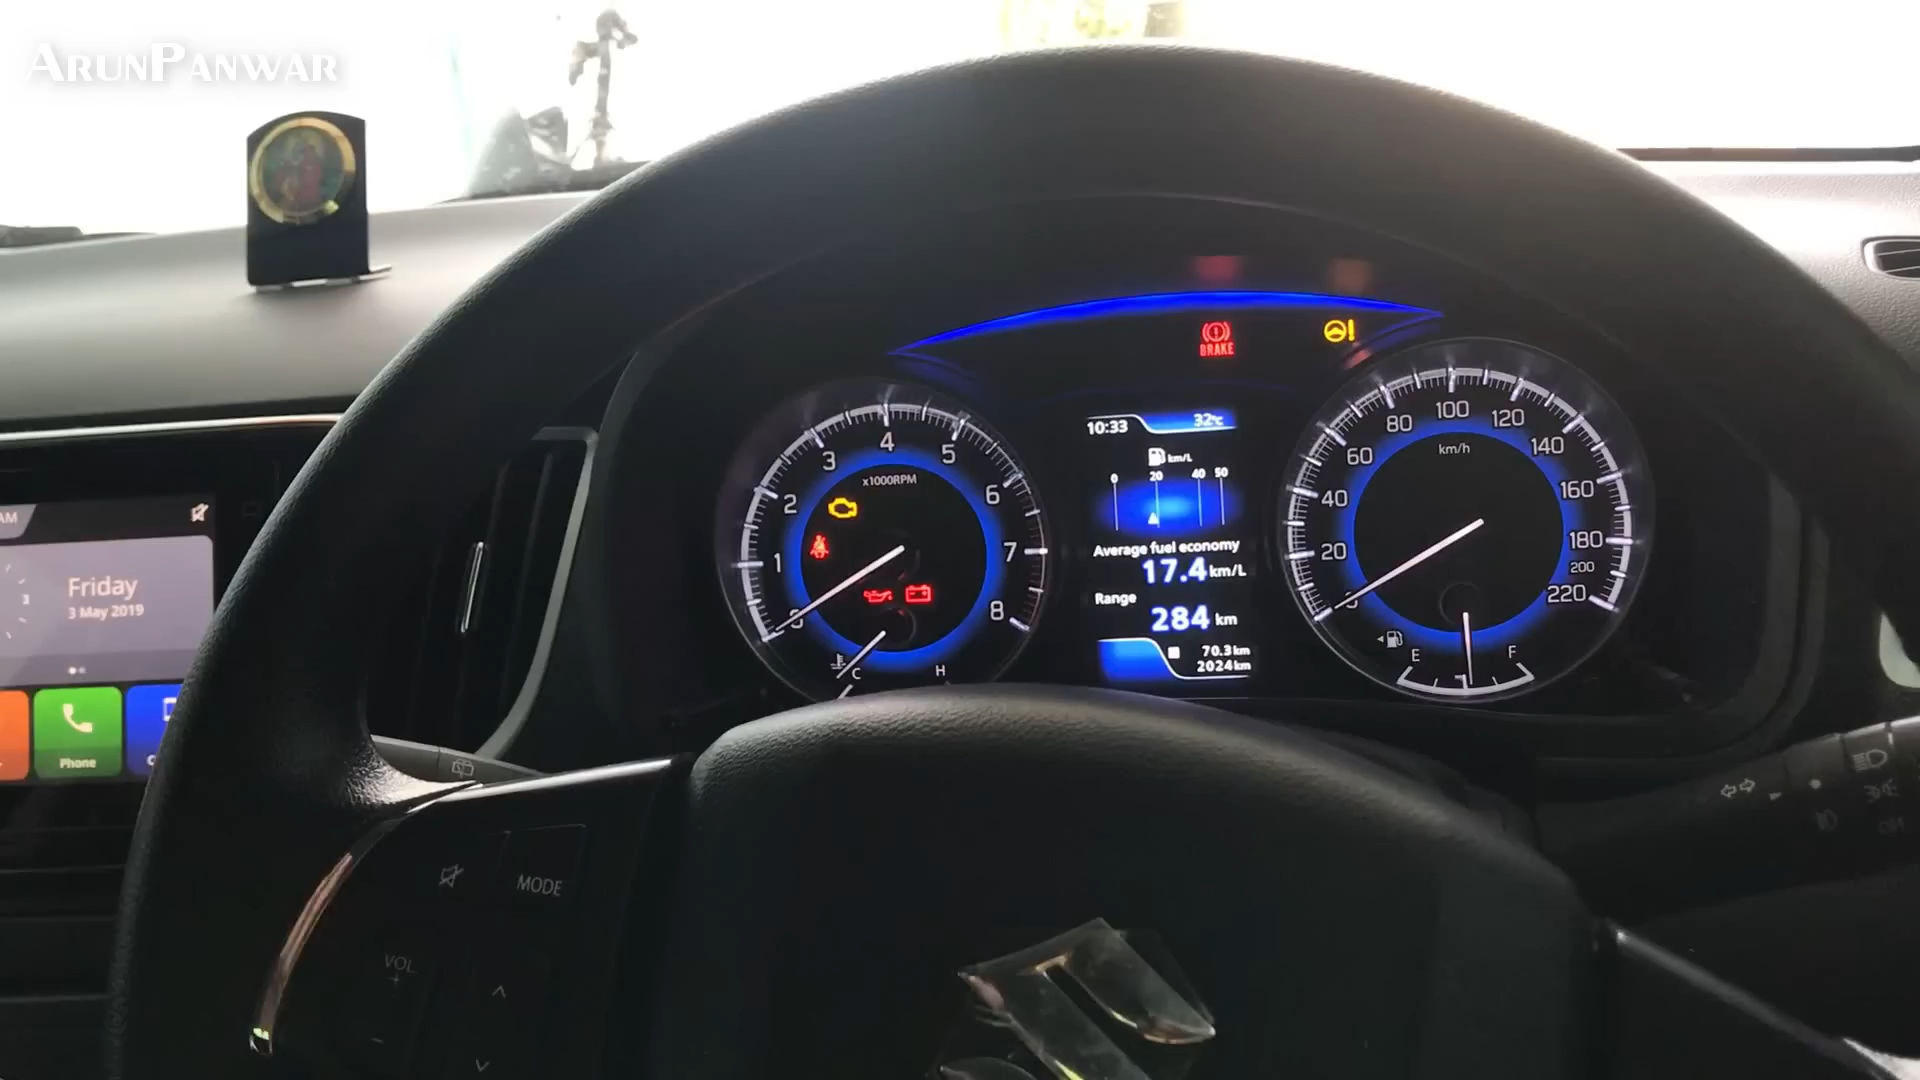 ARUNPANWAR
AM
Friday
3 May 2019
3
Phone
BRAKE
1
2
3
4
5
6
7
8
x1000RPM
C
H
10:33
32°C
km/L
0 20 40 50
Average fuel economy
17.4 km/L
Range
284 km
70.3 km
2024 km
20
40
60
80
100
120
140
160
180
200
220
km/h
E
F
MODE
VOL
+
-